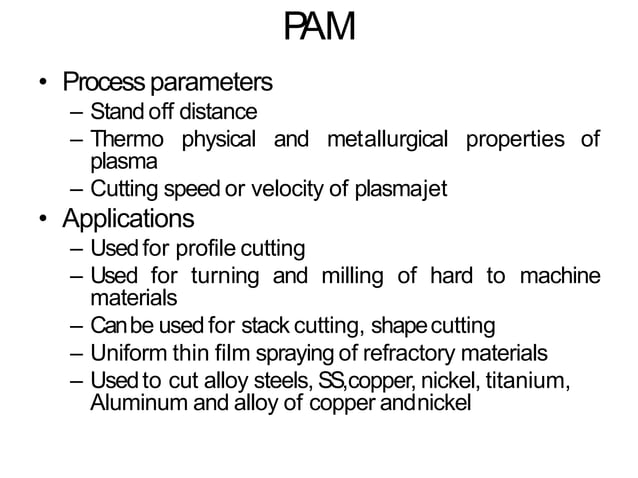 PAM
• Process parameters
– Stand off distance
– Thermo physical and metallurgical properties of
plasma
– Cutting speed or velocity of plasmajet
• Applications
– Used for profile cutting
– Used for turning and milling of hard to machine
materials
– Canbe used for stack cutting, shape cutting
– Uniform thin film spraying of refractory materials
– Used to cut alloy steels, SS,copper, nickel, titanium,
Aluminum and alloy of copper andnickel